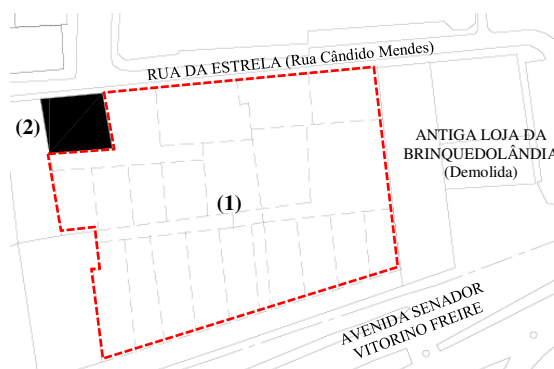 RUA DA ESTRELA (Rua Cândido Mendes)
(2)
ANTIGA LOJA DA
BRINQUEDOLÂNDIA
(Demolida)
(1)
AVENIDA SENADOR
VITORINO FREIRE